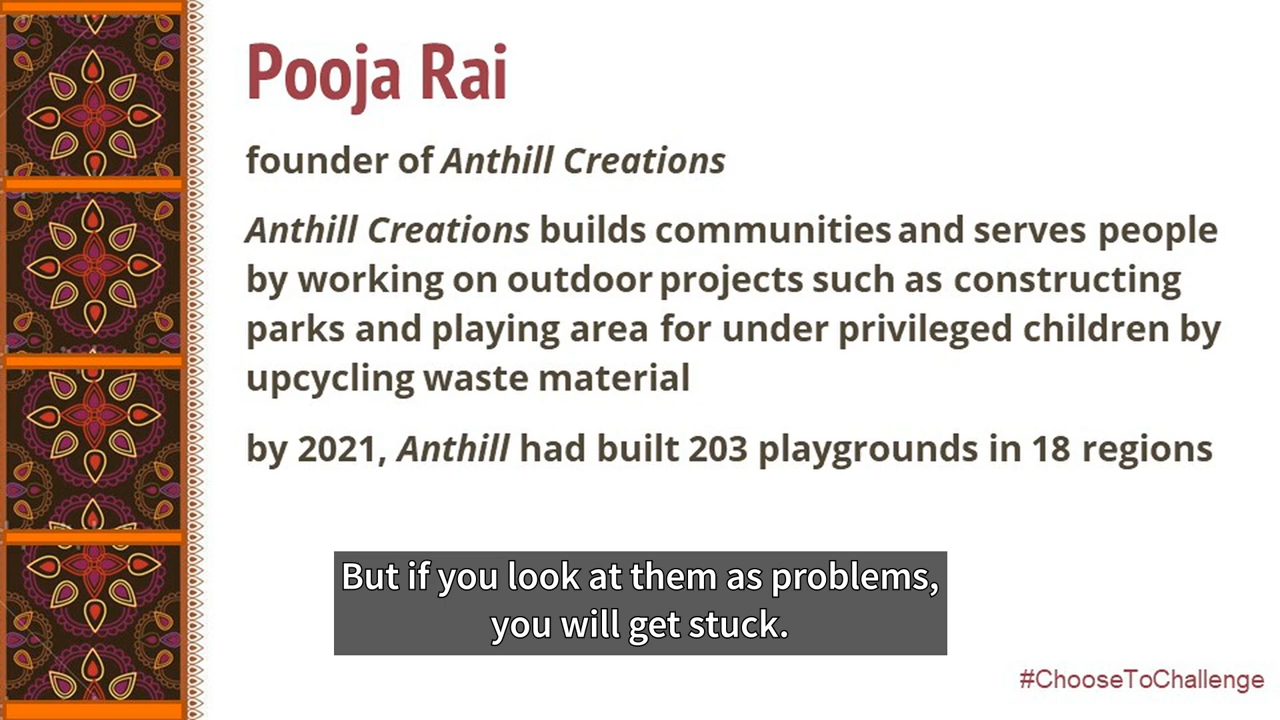 Pooja Rai
founder of Anthill Creations
Anthill Creations builds communities and serves people
by working on outdoor projects such as constructing
parks and playing area for under privileged children by
upcycling waste material
by 2021, Anthill had built 203 playgrounds in 18 regions
But if you look at them as problems,
you will get stuck.
#ChooseToChallenge